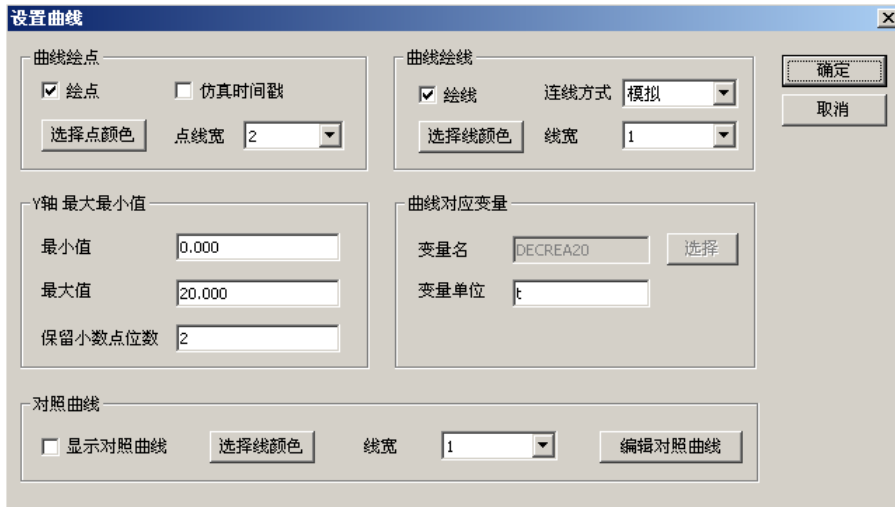 设置曲线
曲线绘点
绘点 仿真时间戳
选择点颜色 点线宽 2
曲线绘线
绘线 连线方式 模拟
选择线颜色 线宽 1
确定
取消
Y轴 最大最小值
最小值 0.000
最大值 20.000
保留小数点位数 2
曲线对应变量
变量名 DECREA20 选择
变量单位 t
对照曲线
显示对照曲线 选择线颜色 线宽 1 编辑对照曲线